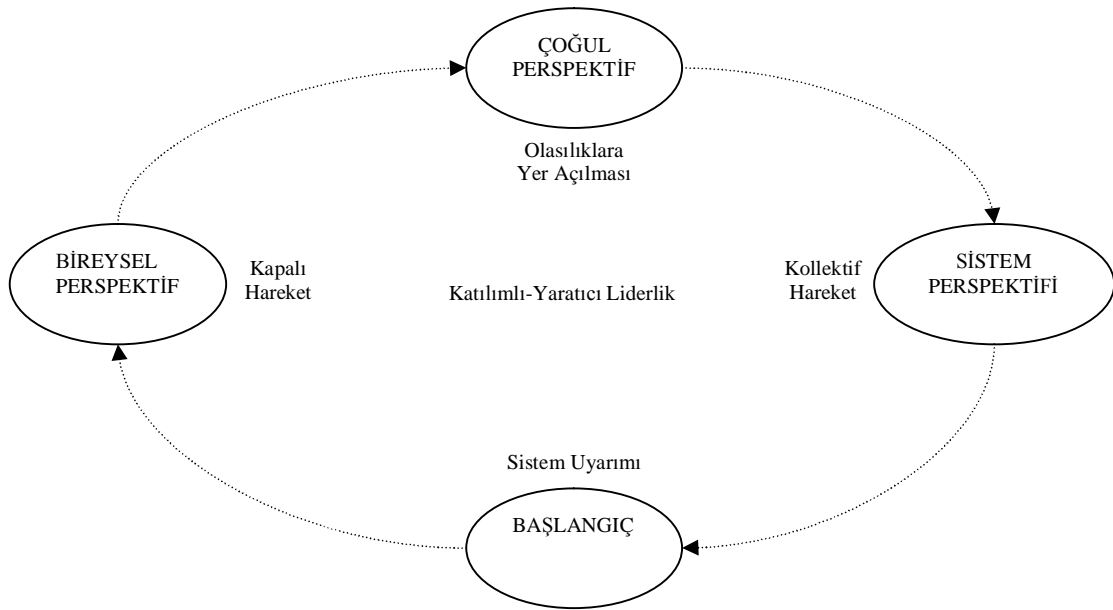 ÇOĞUL
PERSPEKTİF
Olasılıklara
Yer Açılması
BİREYSEL
PERSPEKTİF
Kapalı
Hareket
Katılımlı-Yaratıcı Liderlik
Kollektif
Hareket
SİSTEM
PERSPEKTİFİ
Sistem Uyarımı
BAŞLANGIÇ